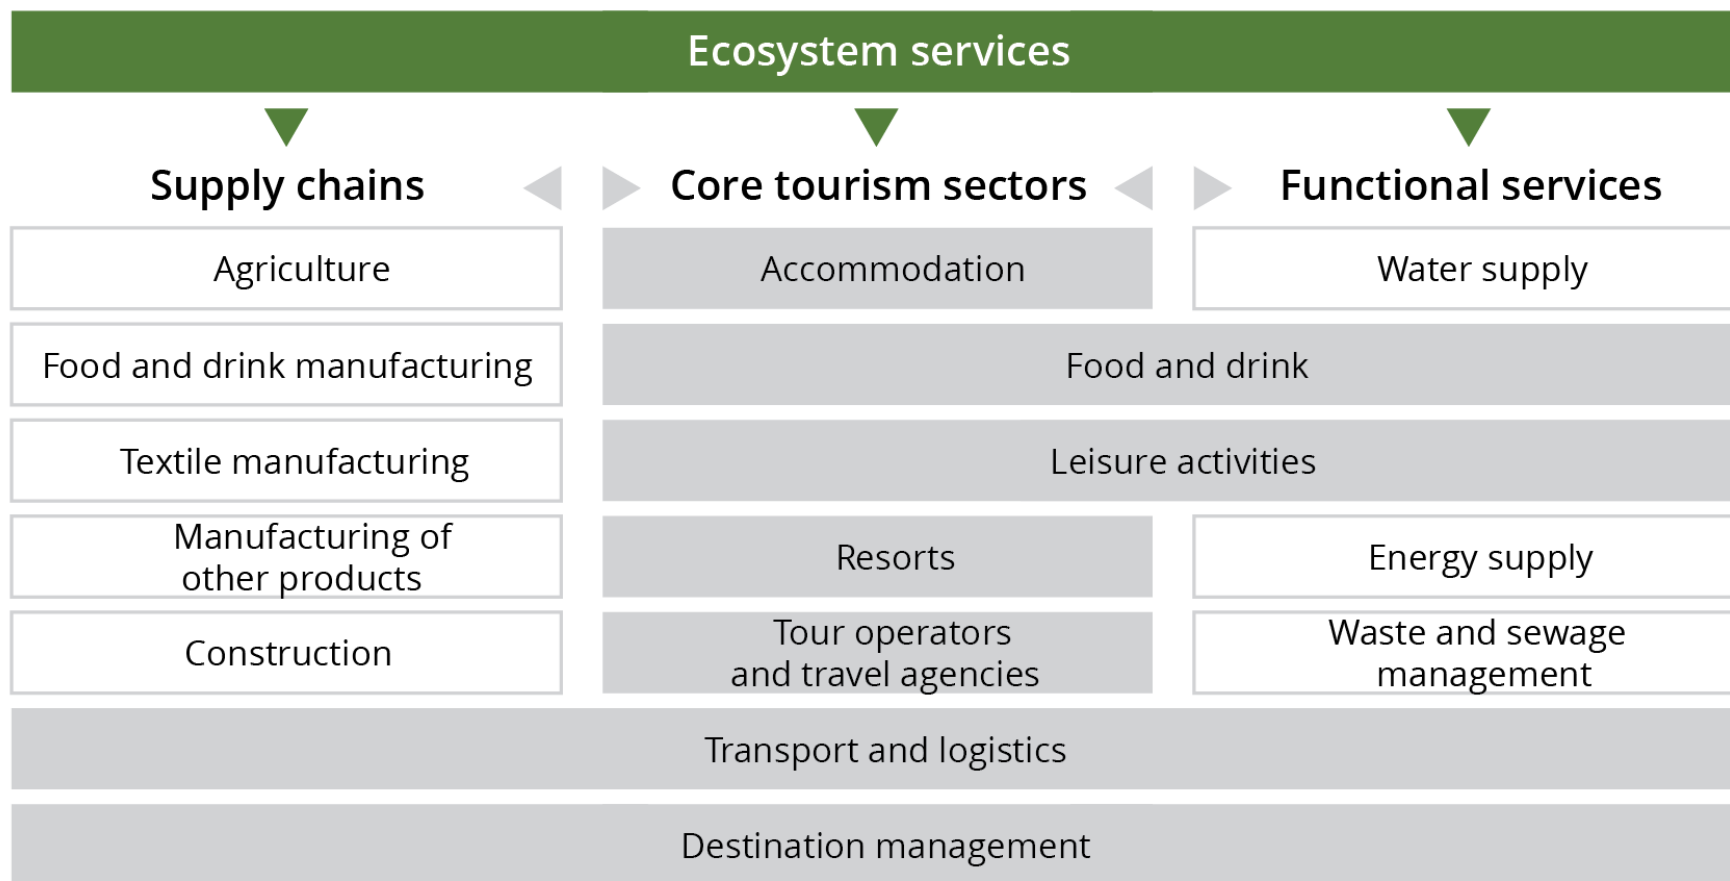 Ecosystem services
Supply chains
Core tourism sectors
Functional services
Agriculture
Accommodation
Water supply
Food and drink manufacturing
Food and drink
Textile manufacturing
Leisure activities
Manufacturing of
other products
Resorts
Energy supply
Construction
Tour operators
and travel agencies
Waste and sewage
management
Transport and logistics
Destination management